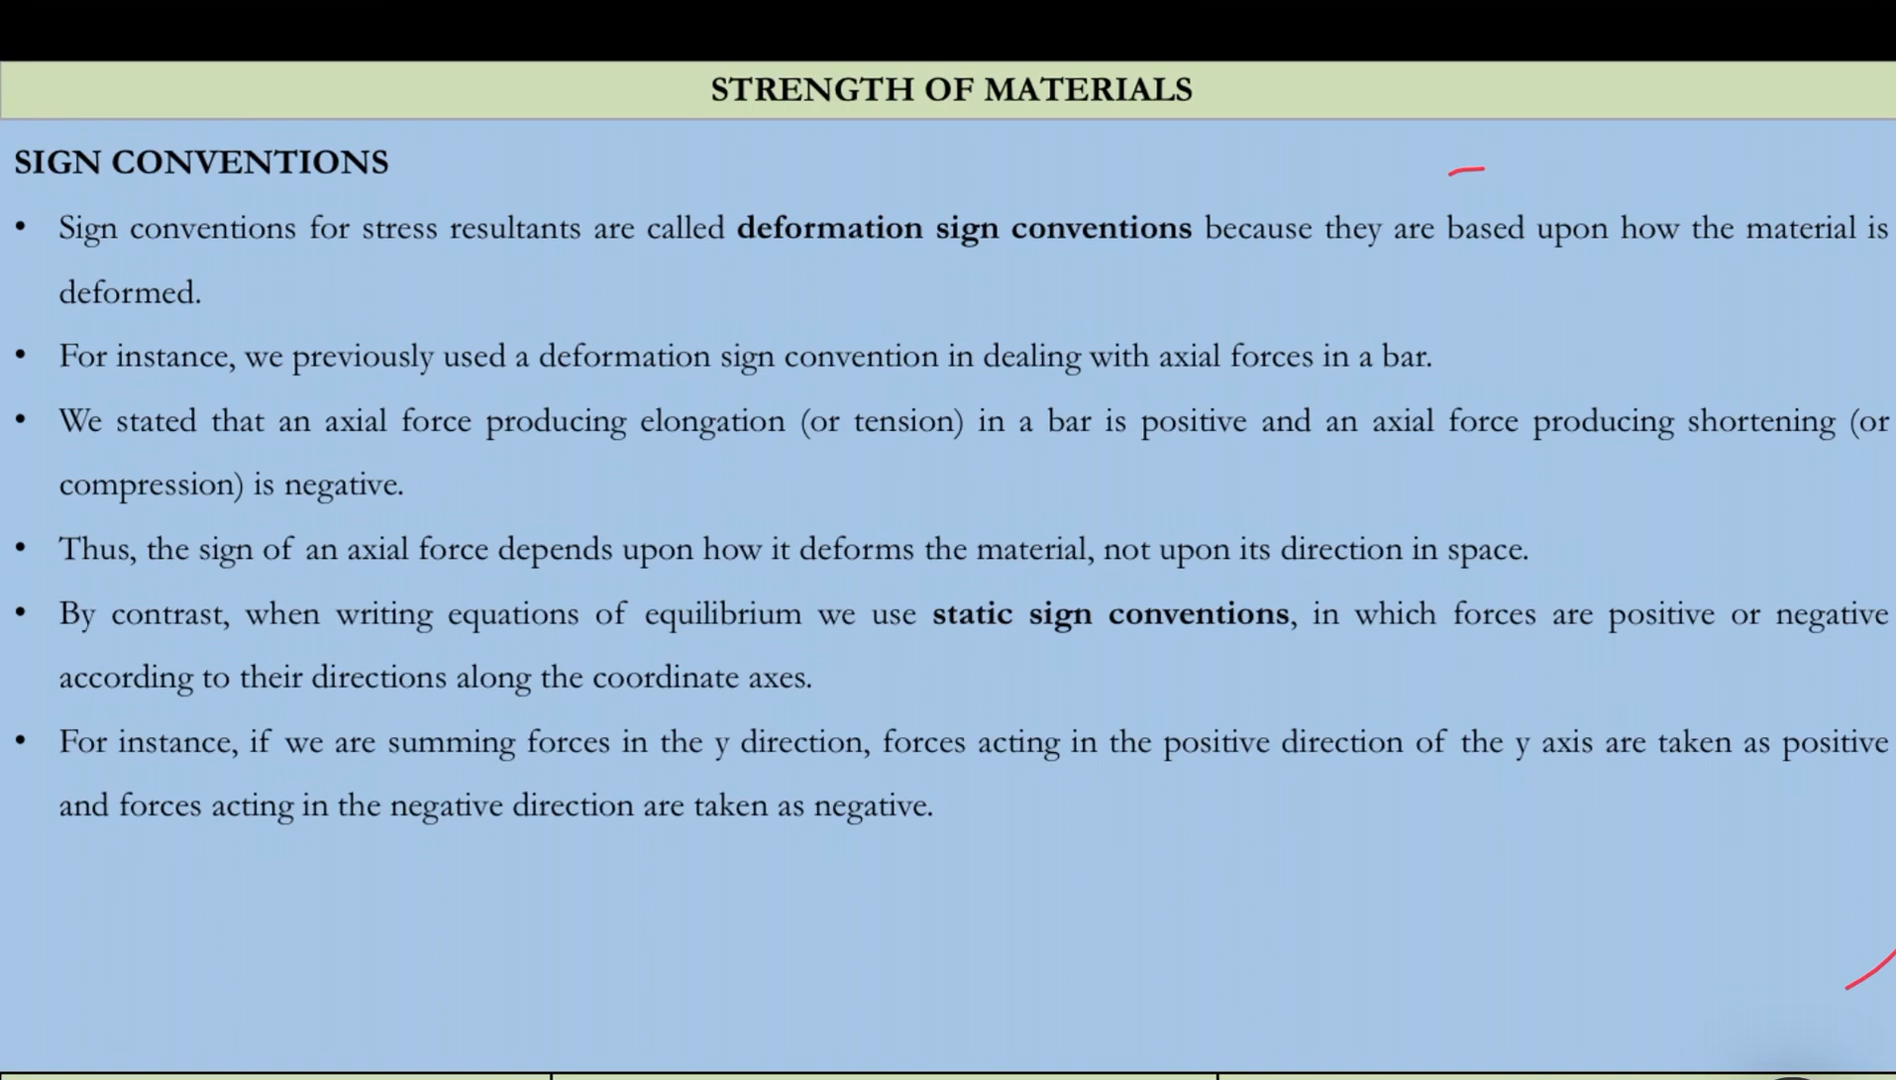 STRENGTH OF MATERIALS
SIGN CONVENTIONS
• Sign conventions for stress resultants are called deformation sign conventions because they are based upon how the material is
deformed.
• For instance, we previously used a deformation sign convention in dealing with axial forces in a bar.
• We stated that an axial force producing elongation (or tension) in a bar is positive and an axial force producing shortening (or
compression) is negative.
• Thus, the sign of an axial force depends upon how it deforms the material, not upon its direction in space.
• By contrast, when writing equations of equilibrium we use static sign conventions, in which forces are positive or negative
according to their directions along the coordinate axes.
• For instance, if we are summing forces in the y direction, forces acting in the positive direction of the y axis are taken as positive
and forces acting in the negative direction are taken as negative.